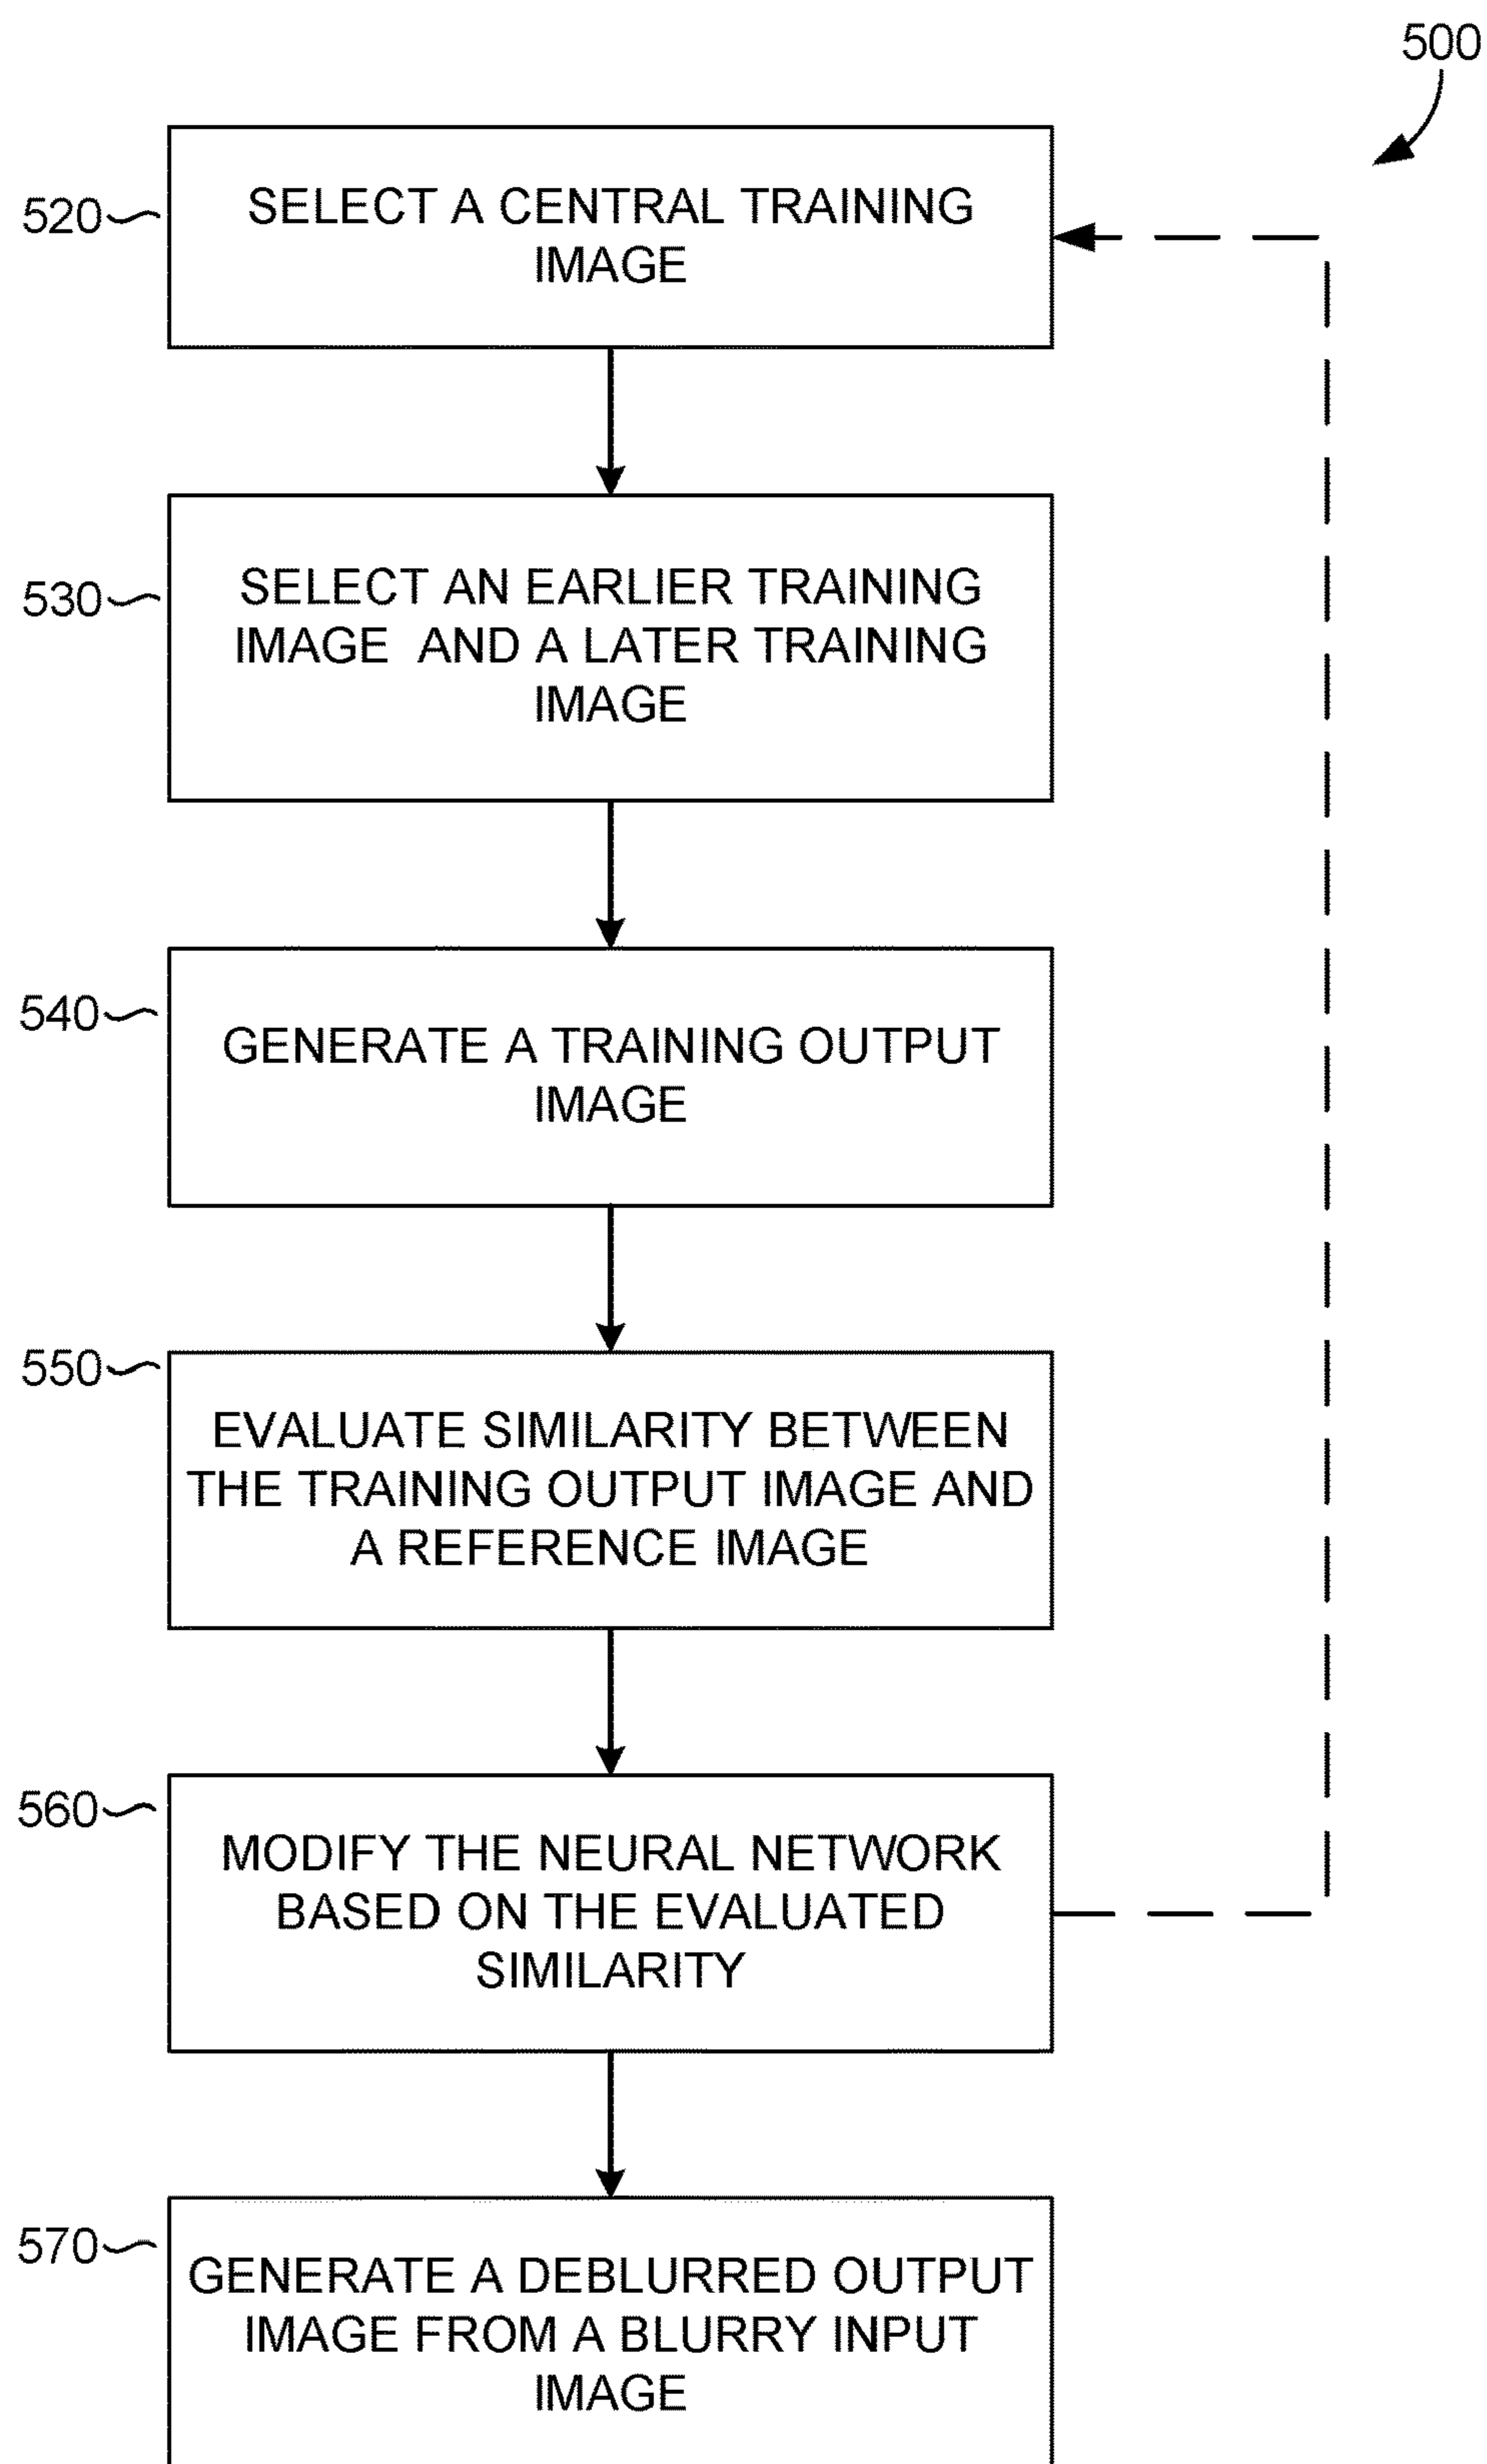 500
520
SELECT A CENTRAL TRAINING
IMAGE
530
SELECT AN EARLIER TRAINING
IMAGE AND A LATER TRAINING
IMAGE
540
GENERATE A TRAINING OUTPUT
IMAGE
550
EVALUATE SIMILARITY BETWEEN
THE TRAINING OUTPUT IMAGE AND
A REFERENCE IMAGE
560
MODIFY THE NEURAL NETWORK
BASED ON THE EVALUATED
SIMILARITY
570
GENERATE A DEBLURRED OUTPUT
IMAGE FROM A BLURRY INPUT
IMAGE